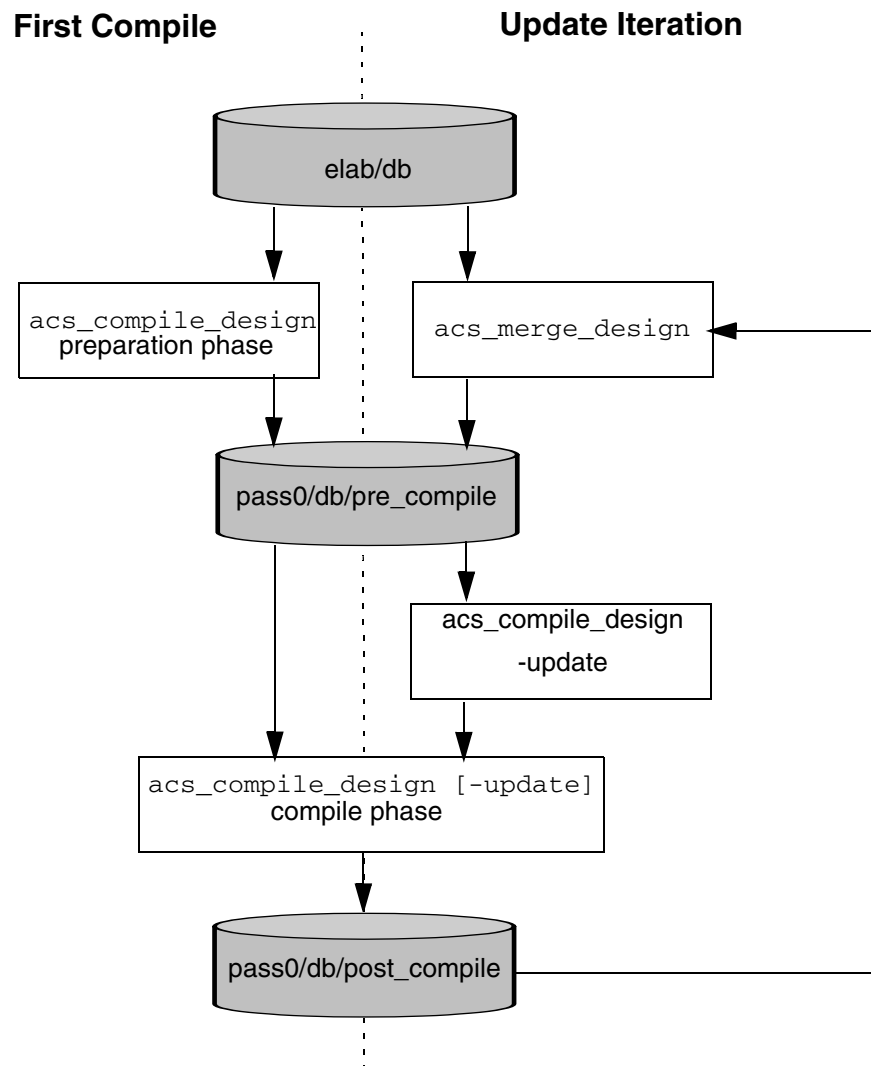 First Compile
Update Iteration
elab/db
acs_compile_design
preparation phase
acs_merge_design
pass0/db/pre_compile
acs_compile_design
-update
acs_compile_design [-update]
compile phase
pass0/db/post_compile